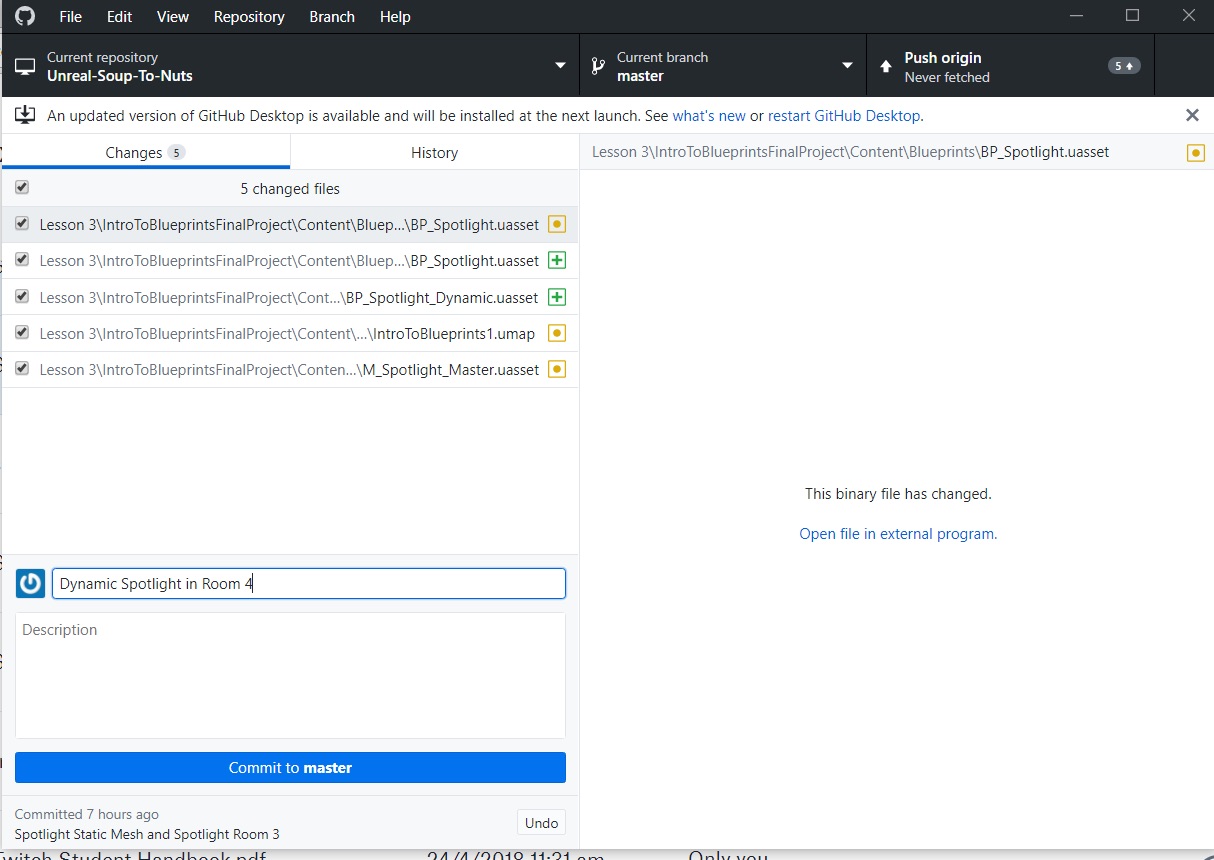 File Edit View Repository Branch Help
Current repository
Unreal-Soup-To-Nuts
Current branch
master
Push origin
Never fetched
5
An updated version of GitHub Desktop is available and will be installed at the next launch. See what's new or restart GitHub Desktop.
Changes 5
History
Lesson 3\IntroToBlueprintsFinalProject\Content\Blueprints\BP_Spotlight.uasset
5 changed files
Lesson 3\IntroToBlueprintsFinalProject\Content\Bluep...\BP_Spotlight.uasset
Lesson 3\IntroToBlueprintsFinalProject\Content\Bluep...\BP_Spotlight.uasset
Lesson 3\IntroToBlueprintsFinalProject\Cont...\BP_Spotlight_Dynamic.uasset
Lesson 3\IntroToBlueprintsFinalProject\Content\...\IntroToBlueprints1.umap
Lesson 3\IntroToBlueprintsFinalProject\Conten...\M_Spotlight_Master.uasset
This binary file has changed.
Open file in external program.
Dynamic Spotlight in Room 4
Description
Commit to master
Committed 7 hours ago
Spotlight Static Mesh and Spotlight Room 3
Undo
Twitch Student Handbook.pdf 24/4/2018 11:31 am Only you